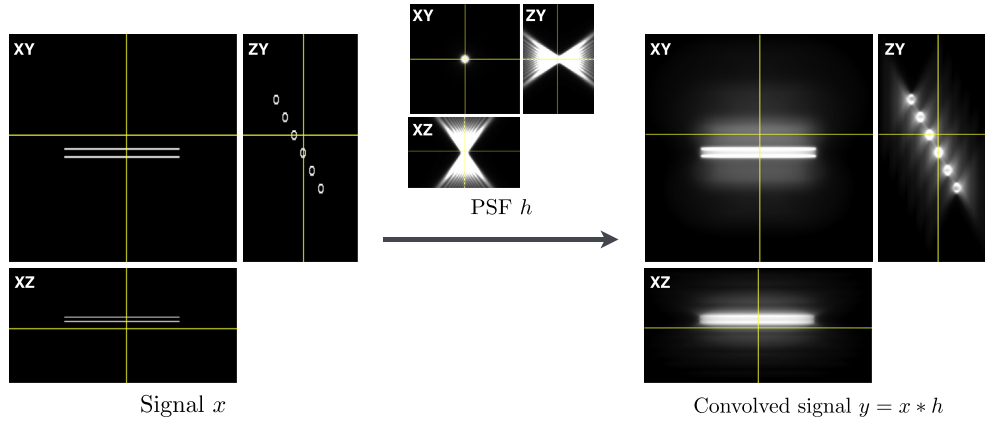 XY
ZY
XZ
Signal x
XY
ZY
XZ
PSF h
XY
ZY
XZ
Convolved signal y = x ∗ h